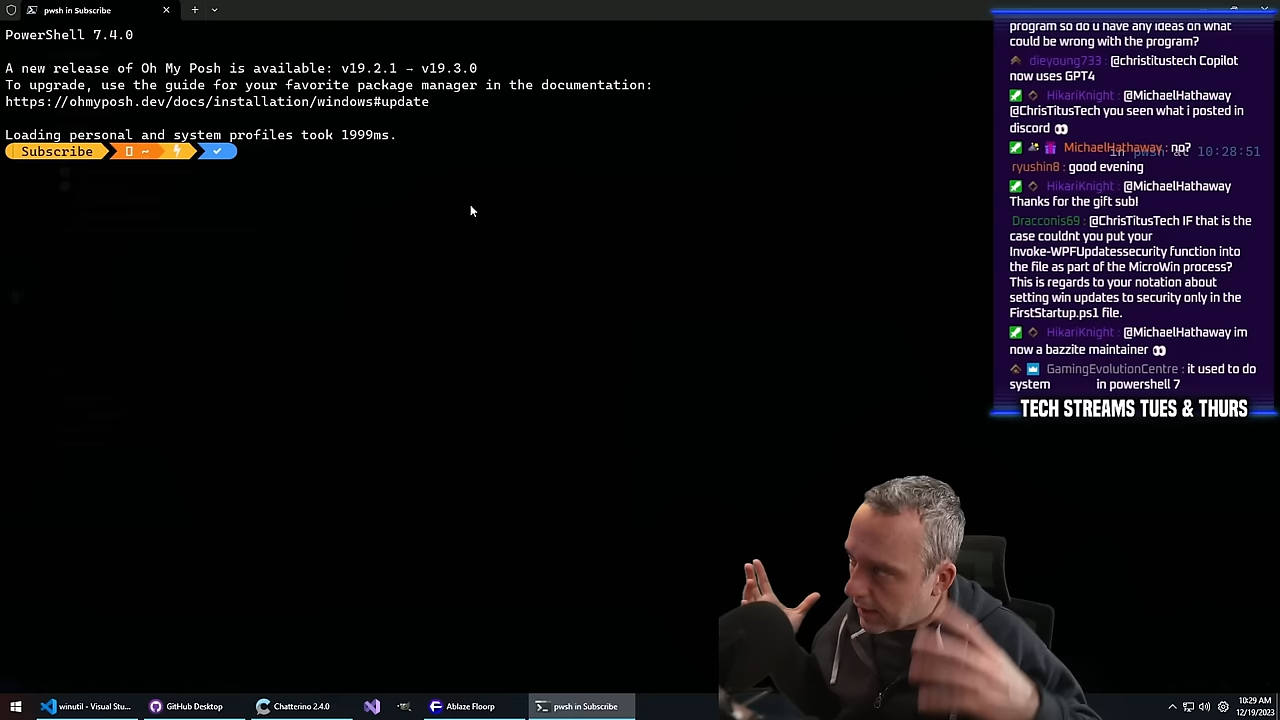 pwsh in Subscribe
PowerShell 7.4.0
A new release of Oh My Posh is available: v19.2.1 → v19.3.0
To upgrade, use the guide for your favorite package manager in the documentation:
https://ohmyposh.dev/docs/installation/windows#update
Loading personal and system profiles took 1999ms.
Subscribe ~
in pwsh at 10:28:51
program so do u have any ideas on what
could be wrong with the program?
dieyoung733 : @christitustech Copilot
now uses GPT4
HikariKnight : @MichaelHathaway
@ChrisTitusTech you seen what i posted in
discord 👀
MichaelHathaway : no?
ryushin8 : good evening
HikariKnight : @MichaelHathaway
Thanks for the gift sub!
Dracconis69 : @ChrisTitusTech IF that is the
case couldnt you put your
Invoke-WPFUpdatessecurity function into
the file as part of the MicroWin process?
This is regards to your notation about
setting win updates to security only in the
FirstStartup.ps1 file.
HikariKnight : @MichaelHathaway im
now a bazzite maintainer 👀
GamingEvolutionCentre : it used to do
system in powershell 7
TECH STREAMS TUES & THURS
winutil - Visual Stu...
GitHub Desktop
Chatterino 2.4.0
Ablaze Floorp
pwsh in Subscribe
10:29 AM
12/19/2023